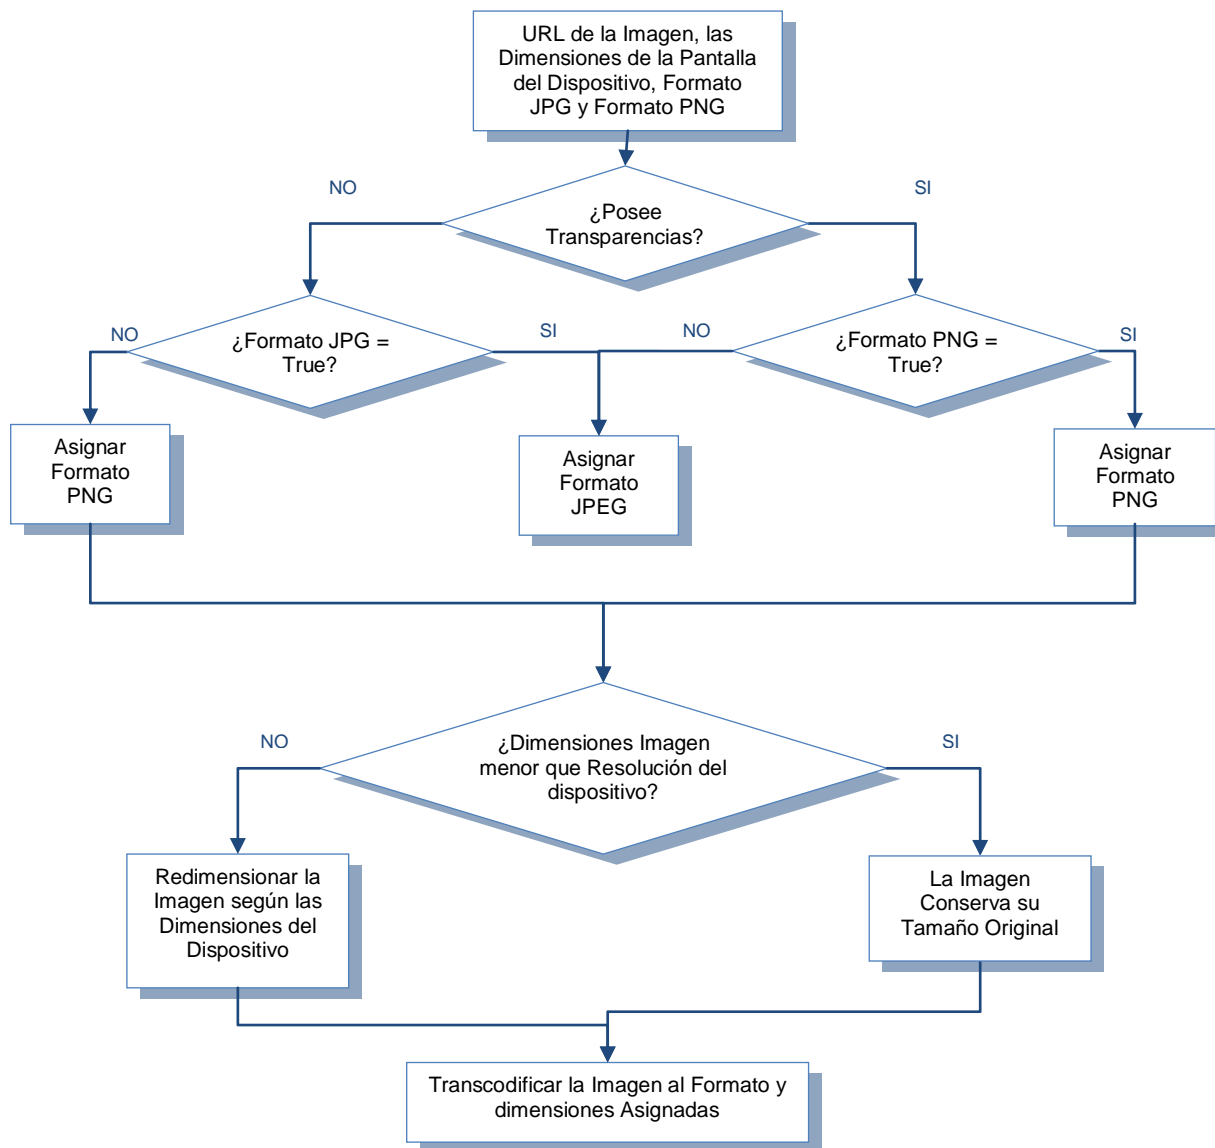 URL de la Imagen, las
Dimensiones de la Pantalla
del Dispositivo, Formato
JPG y Formato PNG
NO
SI
¿Posee
Transparencias?
NO
¿Formato JPG =
True?
SI
NO
¿Formato PNG =
True?
SI
Asignar
Formato
PNG
Asignar
Formato
JPEG
Asignar
Formato
PNG
NO
¿Dimensiones Imagen
menor que Resolución del
dispositivo?
SI
Redimensionar la
Imagen según las
Dimensiones del
Dispositivo
La Imagen
Conserva su
Tamaño Original
Transcodificar la Imagen al Formato y
dimensiones Asignadas